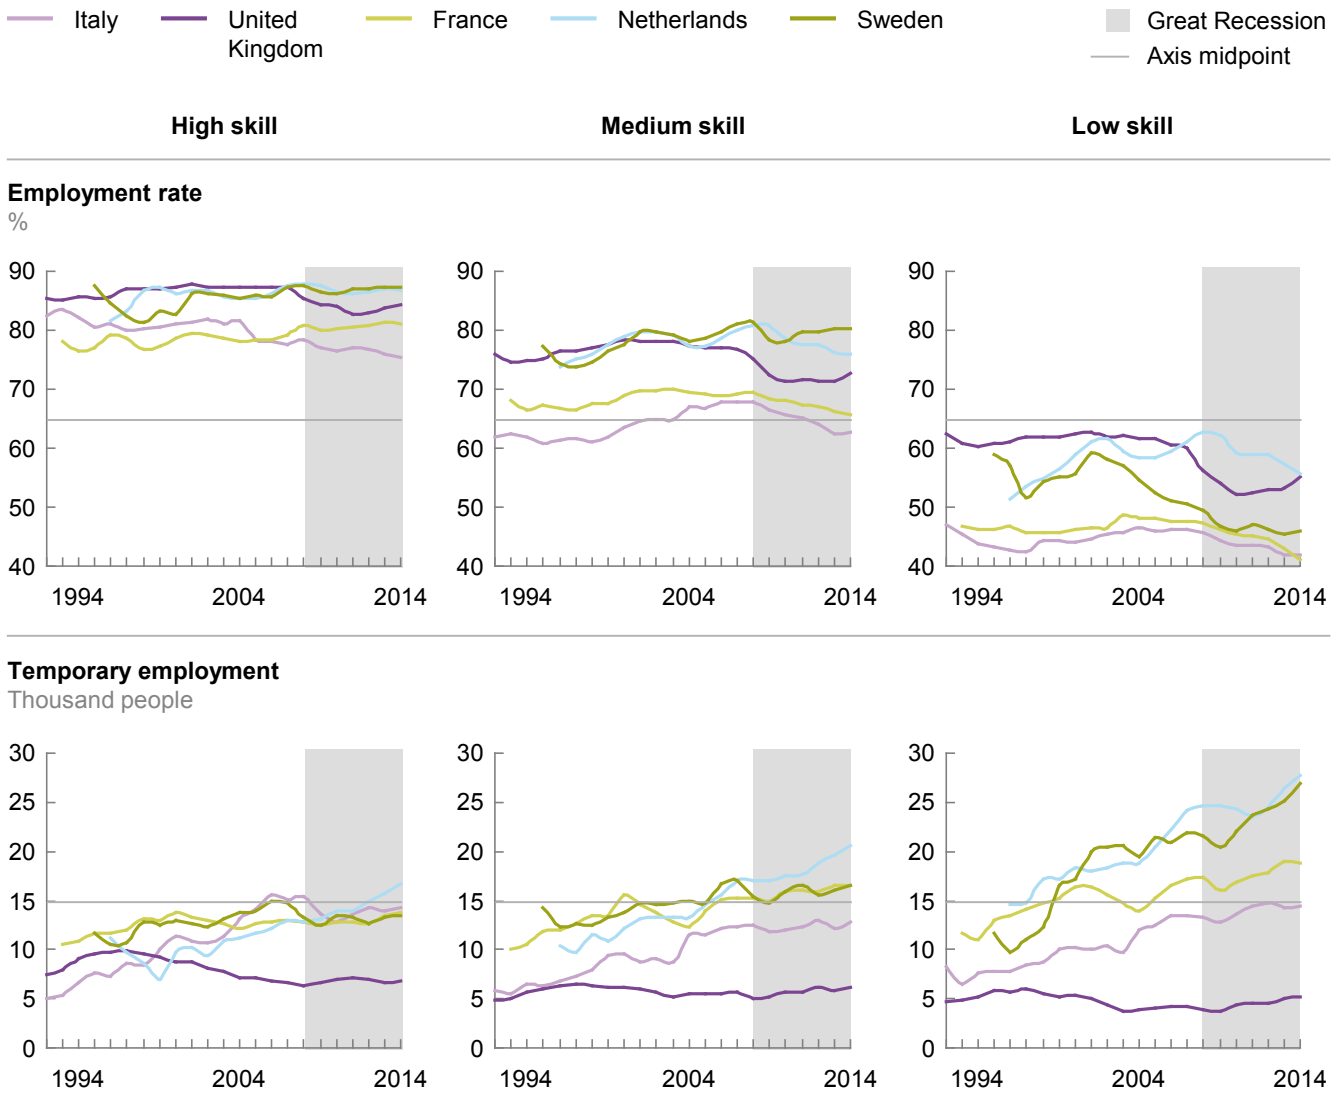 Italy
United Kingdom
France
Netherlands
Sweden
Great Recession
Axis midpoint
High skill
Medium skill
Low skill
Employment rate
%
90 90 90
80 80 80
70 70 70
60 60 60
50 50 50
40 40 40
1994 2004 2014 1994 2004 2014 1994 2004 2014
Temporary employment
Thousand people
30 30 30
25 25 25
20 20 20
15 15 15
10 10 10
5 5 5
0 0 0
1994 2004 2014 1994 2004 2014 1994 2004 2014